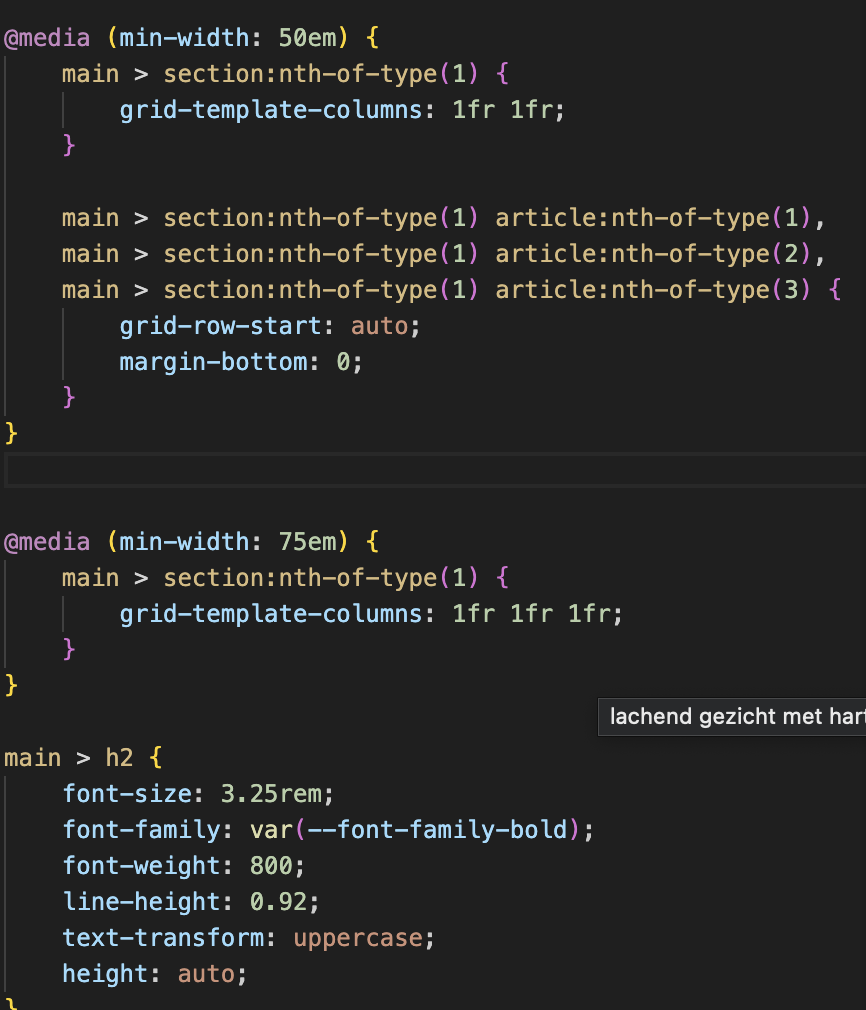 @media (min-width: 50em) {
    main > section:nth-of-type(1) {
        grid-template-columns: 1fr 1fr;
    }

    main > section:nth-of-type(1) article:nth-of-type(1),
    main > section:nth-of-type(1) article:nth-of-type(2),
    main > section:nth-of-type(1) article:nth-of-type(3) {
        grid-row-start: auto;
        margin-bottom: 0;
    }
}

@media (min-width: 75em) {
    main > section:nth-of-type(1) {
        grid-template-columns: 1fr 1fr 1fr;
    }
}
lachend gezicht met hart
main > h2 {
    font-size: 3.25rem;
    font-family: var(--font-family-bold);
    font-weight: 800;
    line-height: 0.92;
    text-transform: uppercase;
    height: auto;
}